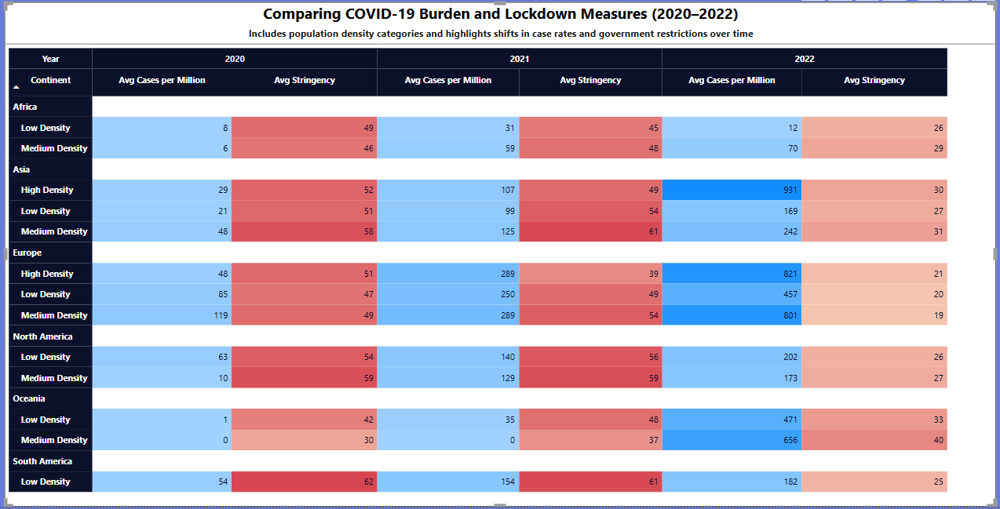 Comparing COVID-19 Burden and Lockdown Measures (2020–2022)
Includes population density categories and highlights shifts in case rates and government restrictions over time
Year 2020 2021 2022
Continent Avg Cases per Million Avg Stringency Avg Cases per Million Avg Stringency Avg Cases per Million Avg Stringency
Africa
Low Density 8 49 31 45 12 26
Medium Density 6 46 59 48 70 29
Asia
High Density 29 52 107 49 931 30
Low Density 21 51 99 54 169 27
Medium Density 48 58 125 61 242 31
Europe
High Density 48 51 289 39 821 21
Low Density 85 47 250 49 457 20
Medium Density 119 49 289 54 801 19
North America
Low Density 63 54 140 56 202 26
Medium Density 10 59 129 59 173 27
Oceania
Low Density 1 42 35 48 471 33
Medium Density 0 30 0 37 656 40
South America
Low Density 54 62 154 61 182 25